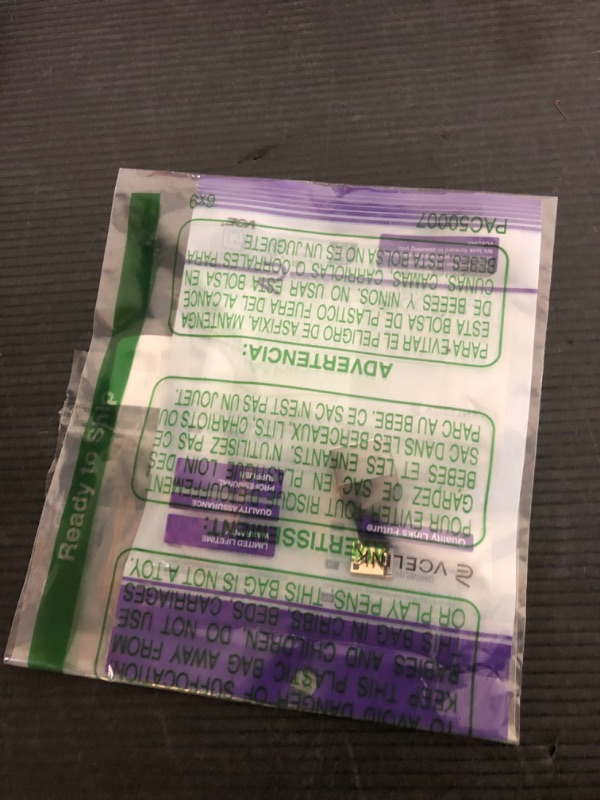 TO AVOID DANGER OF SUFFOCATION
KEEP THIS PLASTIC BAG AWAY FROM
BABIES AND CHILDREN. DO NOT USE
THIS BAG IN CRIBS, BEDS, CARRIAGES
OR PLAY PENS. THIS BAG IS NOT A TOY.
VCELINK
Quality Links Future
LIMITED LIFETIME
QUALITY ASSURANCE
PROFESSIONAL
SUPPLIER
POUR EVITER TOUT RISQUE D'ETOUFFEMENT
GARDEZ CE SAC EN PLASTIQUE LOIN DES
BEBES ET LES ENFANTS. N'UTILISEZ PAS CE
SAC DANS LES BERCEAUX, LITS, CHARIOTS OU
PARC AU BEBE. CE SAC N'EST PAS UN JOUET.
ADVERTENCIA:
PARA EVITAR EL PELIGRO DE ASFIXIA, MANTENGA
ESTA BOLSA DE PLASTICO FUERA DEL ALCANCE
DE BEBES Y NINOS. NO USAR ESTA BOLSA EN
CUNAS, CAMAS, CARRIOLAS O CORRALES PARA
BEBES. ESTA BOLSA NO ES UN JUGUETE
PAC50007
6x9
Ready to Ship